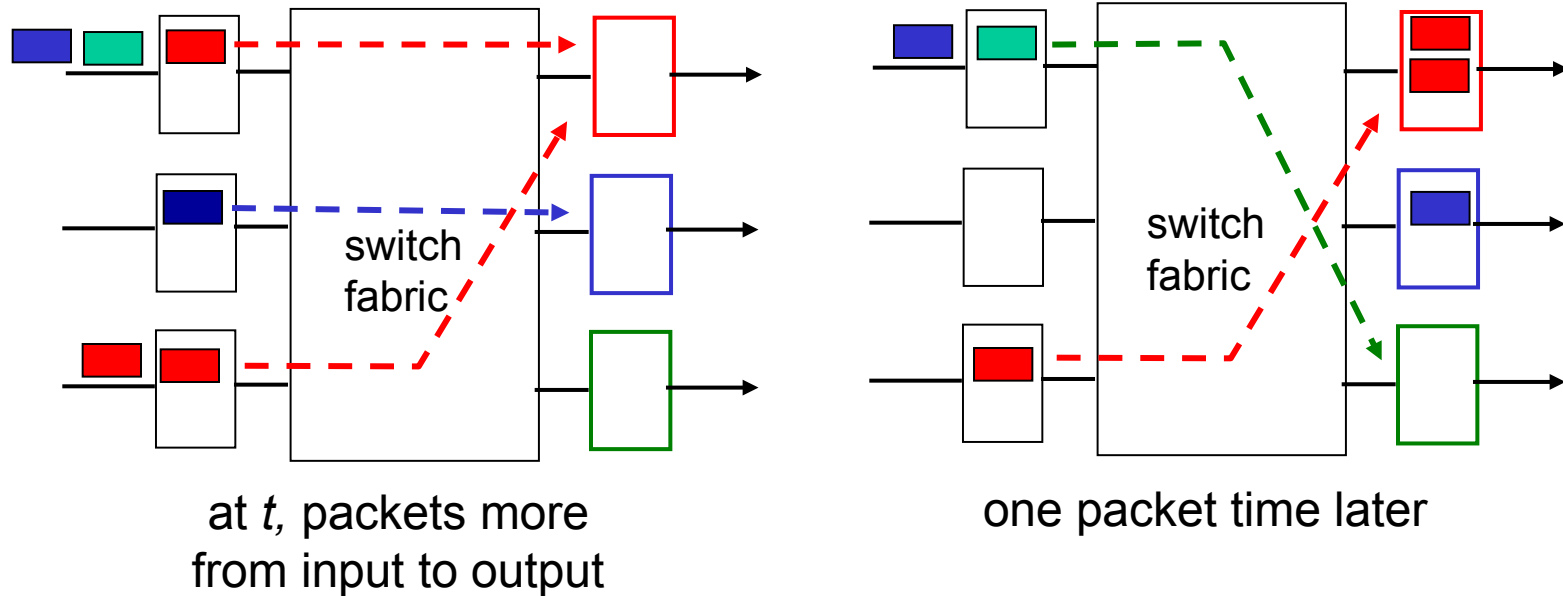 switch
fabric
at t, packets more
from input to output
switch
fabric
one packet time later